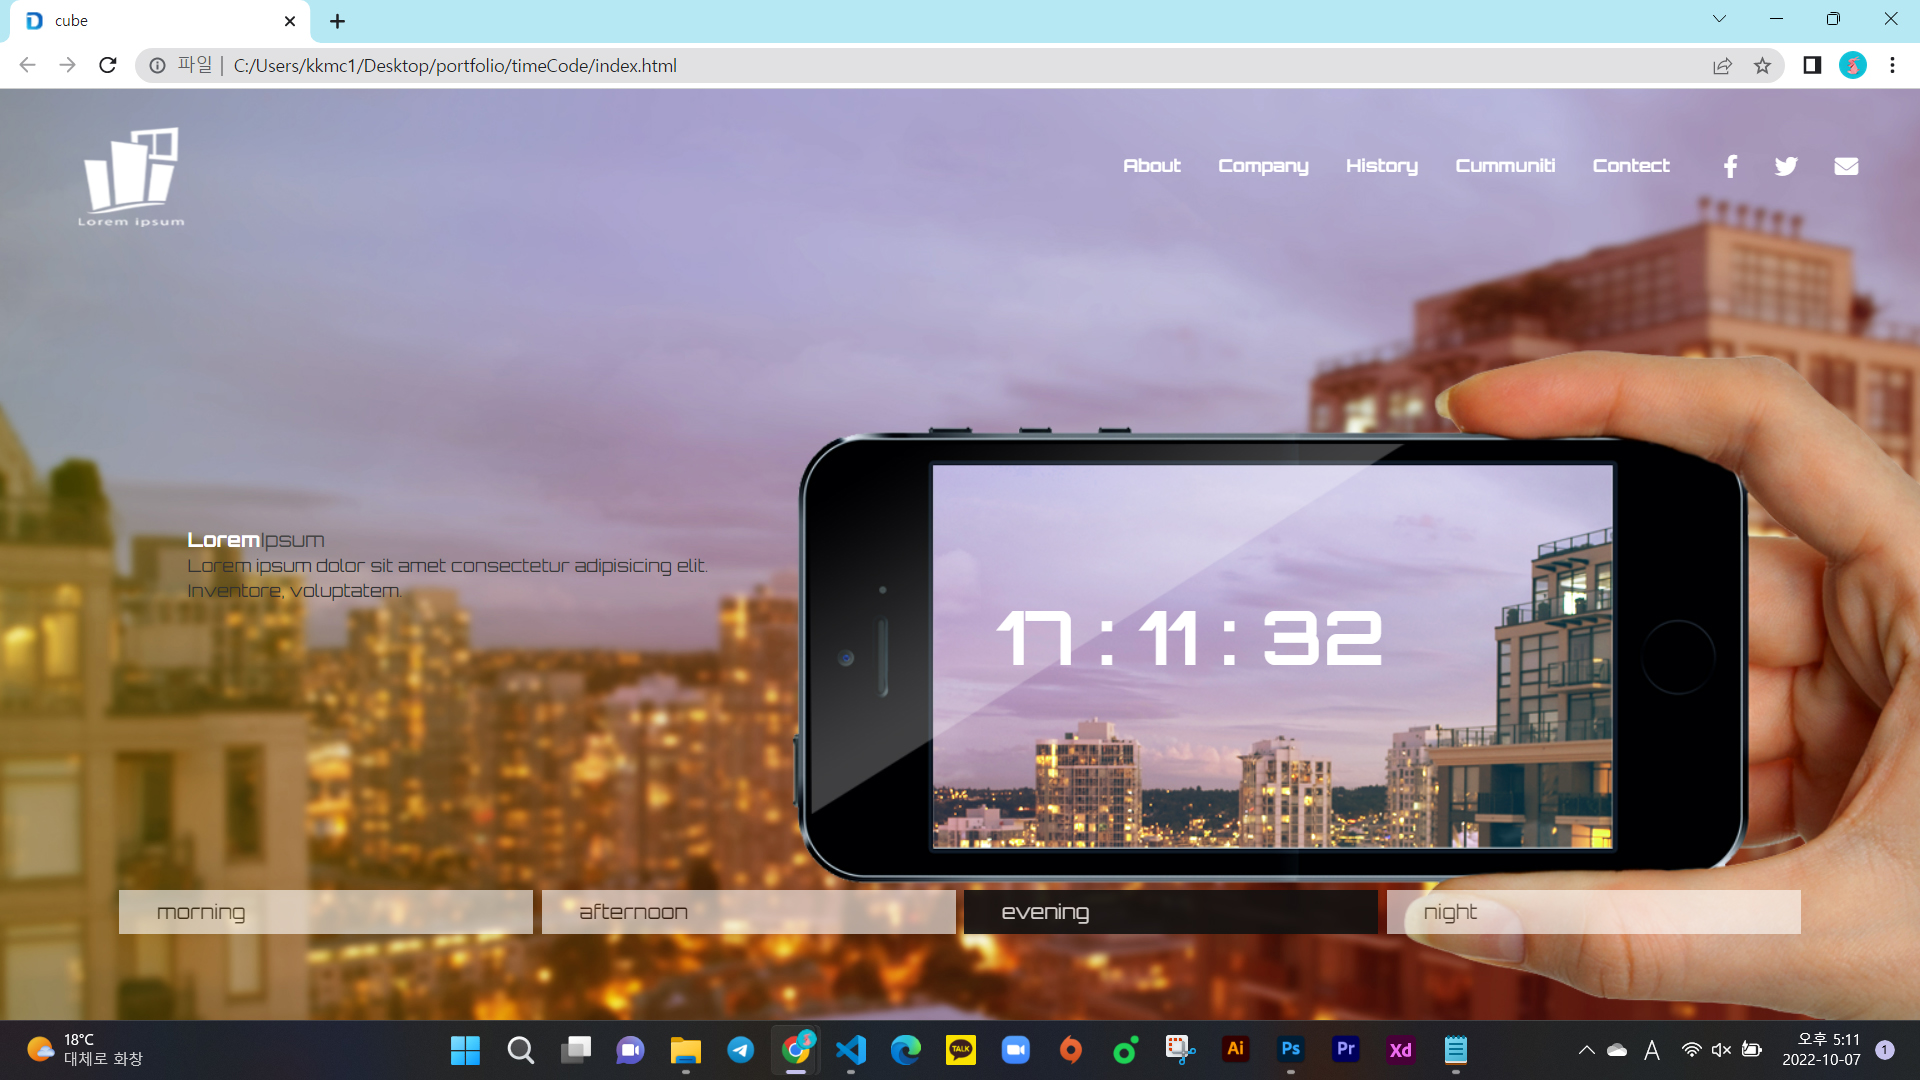 cube
파일 | C:/Users/kkmc1/Desktop/portfolio/timeCode/index.html
Lorem ipsum
About Company History Cummuniti Contect
Lorem Ipsum
Lorem ipsum dolor sit amet consectetur adipisicing elit.
Inventore, voluptatem.
17 : 11 : 32
morning afternoon evening night
18°C
대체로 화창
TALK
Ai
Ps
Pr
Xd
A
오후 5:11
2022-10-07
1